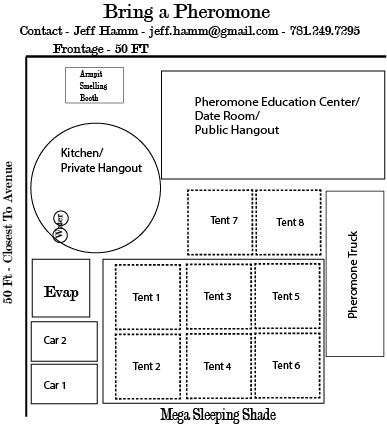 Bring a Pheromone
Contact - Jeff Hamm - jeff.hamm@gmail.com - 781.249.7295
Frontage - 50 FT
Armpit
Smelling
Booth
Pheromone Education Center/
Date Room/
Public Hangout
Kitchen/
Private Hangout
Water
50 Ft - Closest To Avenue
Tent 7
Tent 8
Pheromone Truck
Evap
Tent 1
Tent 3
Tent 5
Car 2
Tent 2
Tent 4
Tent 6
Car 1
Mega Sleeping Shade